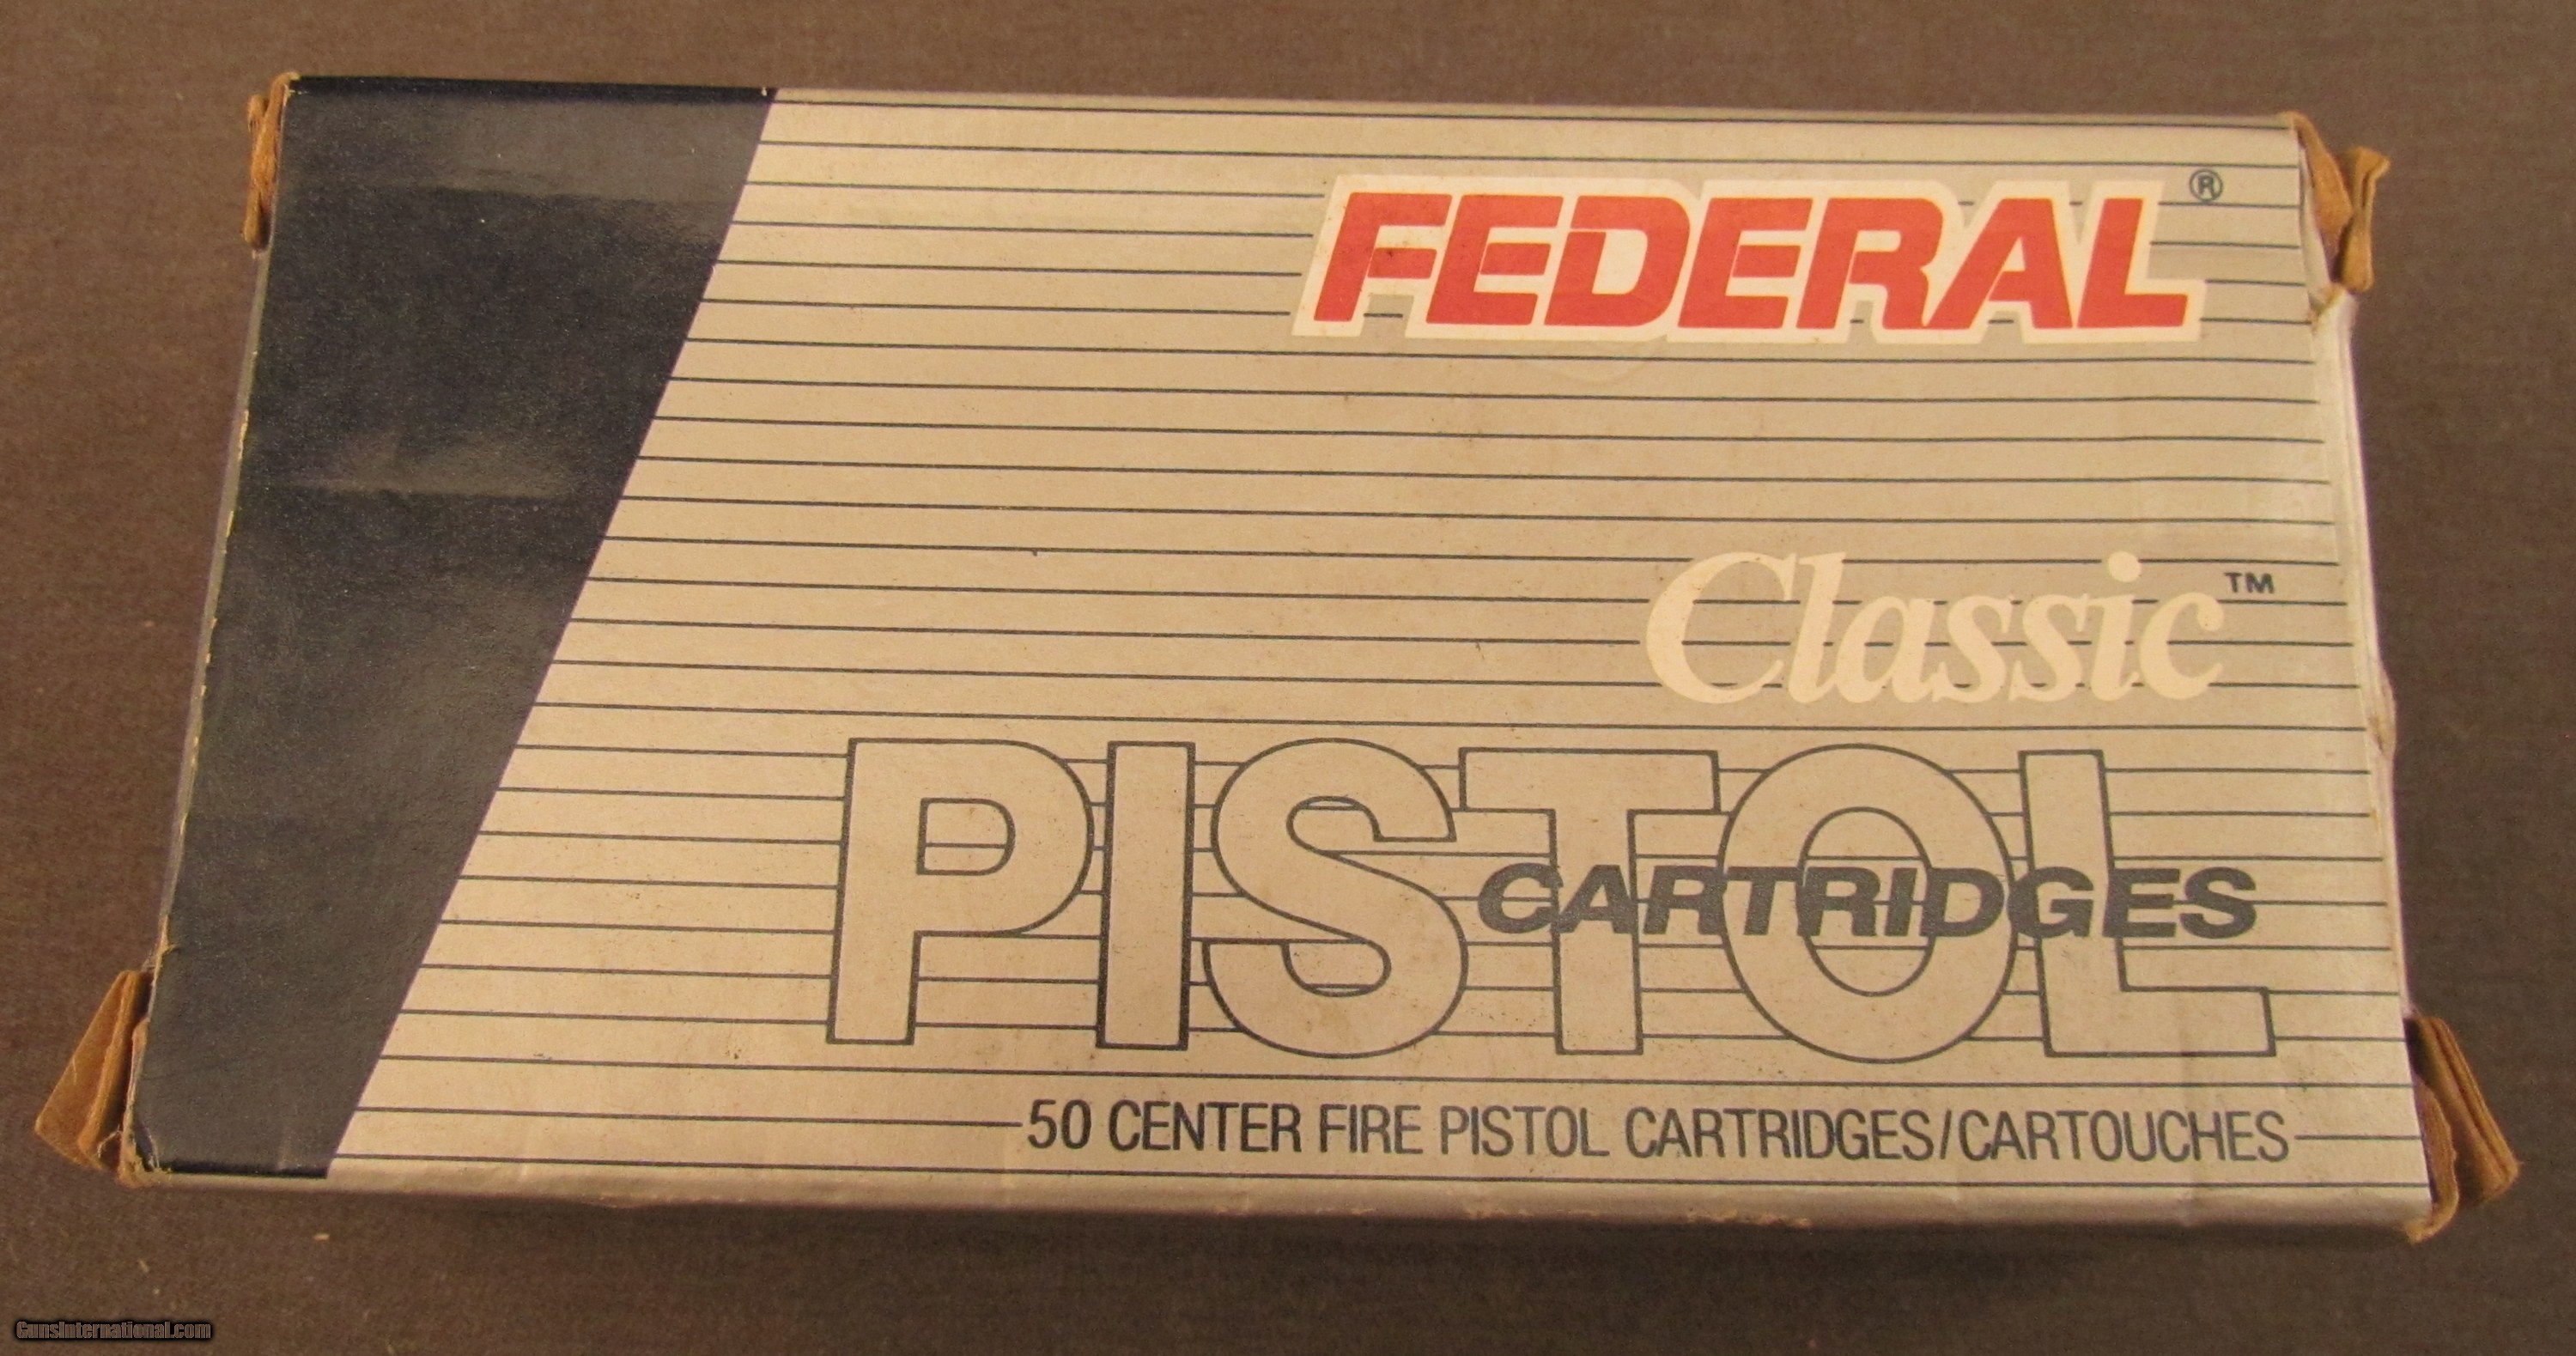 FEDERAL®
Classic™
PISTOL
CARTRIDGES
50 CENTER FIRE PISTOL CARTRIDGES/CARTOUCHES
GunsInternational.com